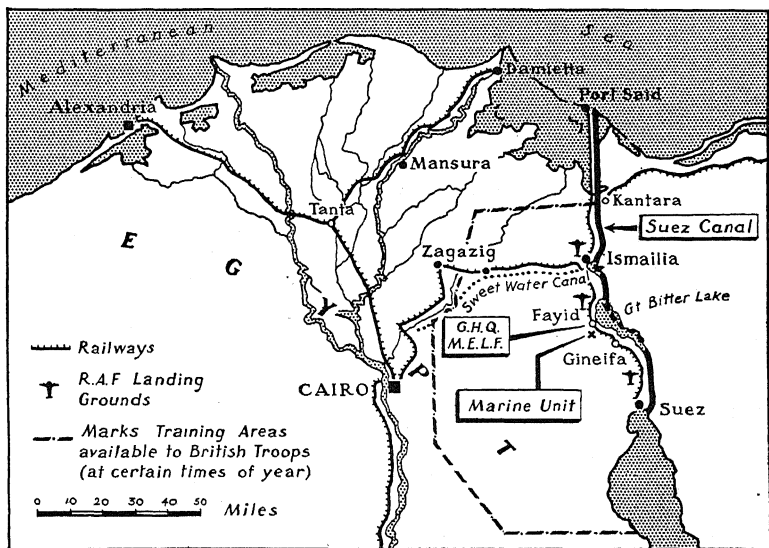 Mediterranean Sea
Damietta
Port Said
Alexandria
Mansura
Kantara
Tanta
Suez Canal
EGYPT
Zagazig
Ismailia
Sweet Water Canal
Gt Bitter Lake
Fayid
G.H.Q.
M.E.L.F.
Gineifa
Railways
R.A.F Landing
Grounds
CAIRO
Marine Unit
Suez
Marks Training Areas
available to British Troops
(at certain times of year)
0 10 20 30 40 50
Miles